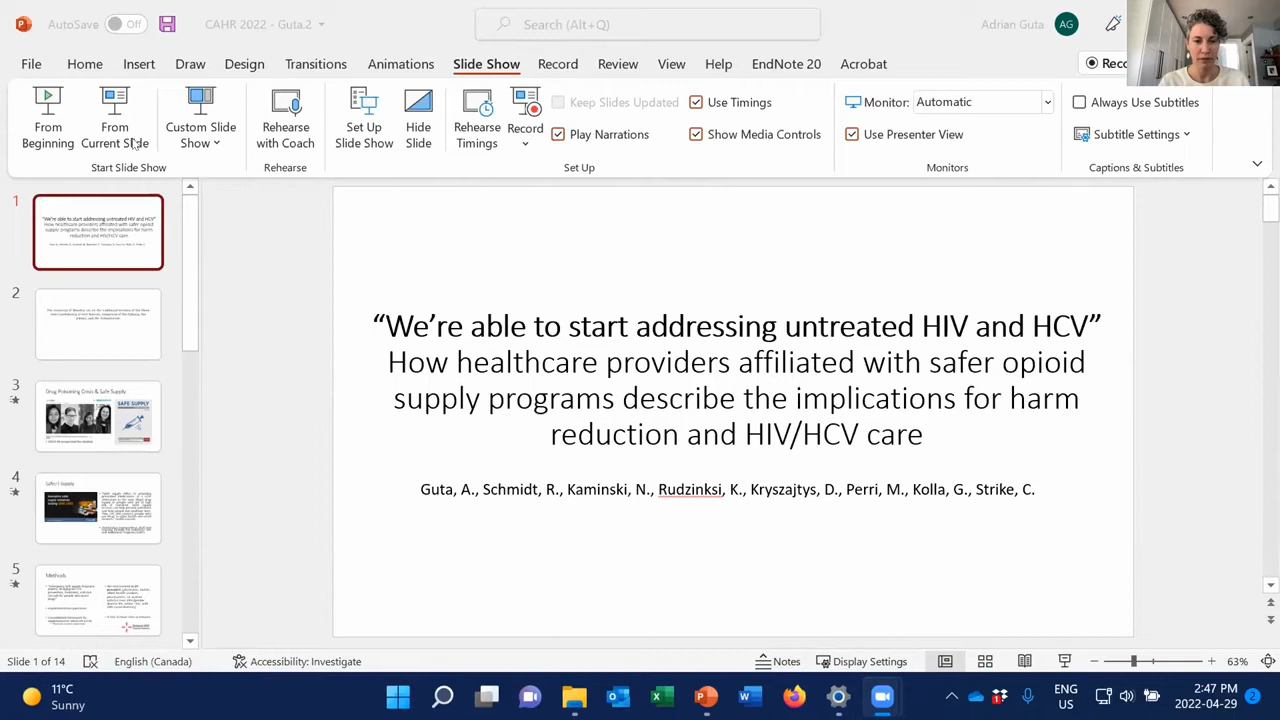 AutoSave Off CAHR 2022 - Guta.2 Search (Alt+Q) Adrian Guta AG
File Home Insert Draw Design Transitions Animations Slide Show Record Review View Help EndNote 20 Acrobat
From Beginning
From Current Slide
Custom Slide Show
Start Slide Show
Rehearse with Coach
Rehearse
Set Up Slide Show
Hide Slide
Rehearse Timings
Record
Keep Slides Updated
Play Narrations
Use Timings
Show Media Controls
Set Up
Monitor: Automatic
Use Presenter View
Monitors
Always Use Subtitles
Subtitle Settings
Captions & Subtitles
1
2
3
Drug Poisoning Crisis & Safe Supply
SAFE SUPPLY
4
5
Methods
“We’re able to start addressing untreated HIV and HCV”
How healthcare providers affiliated with safer opioid
supply programs describe the implications for harm
reduction and HIV/HCV care
Guta, A., Schmidt, R., Kaminski, N., Rudzinksi, K., Kryszajtys, D., Perri, M., Kolla, G., Strike, C.
Slide 1 of 14 English (Canada) Accessibility: Investigate Notes Display Settings 63%
11°C
Sunny
ENG
US
2:47 PM
2022-04-29
2